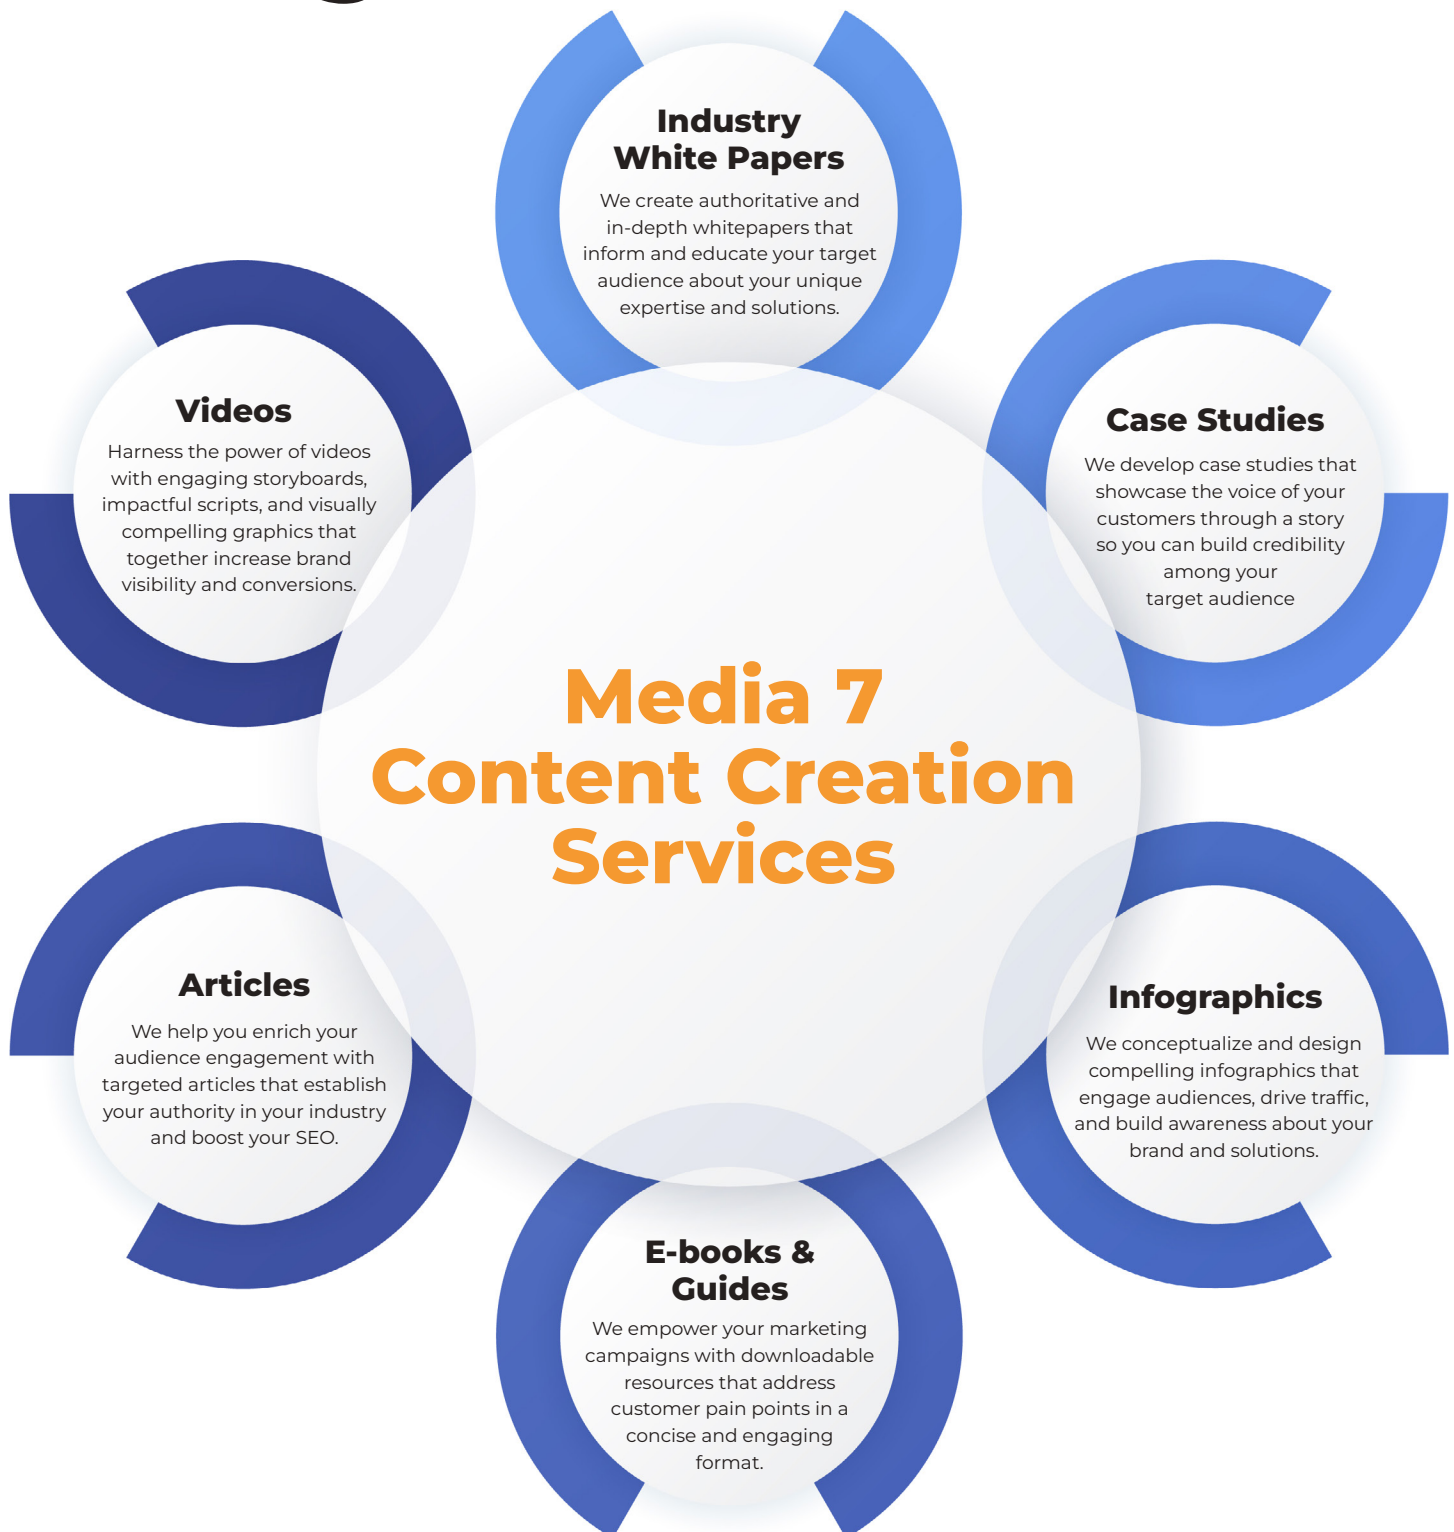 Industry
White Papers
We create authoritative and
in-depth whitepapers that
inform and educate your target
audience about your unique
expertise and solutions.
Case Studies
We develop case studies that
showcase the voice of your
customers through a story
so you can build credibility
among your
target audience
Infographics
We conceptualize and design
compelling infographics that
engage audiences, drive traffic,
and build awareness about your
brand and solutions.
E-books &
Guides
We empower your marketing
campaigns with downloadable
resources that address
customer pain points in a
concise and engaging
format.
Articles
We help you enrich your
audience engagement with
targeted articles that establish
your authority in your industry
and boost your SEO.
Videos
Harness the power of videos
with engaging storyboards,
impactful scripts, and visually
compelling graphics that
together increase brand
visibility and conversions.
Media 7
Content Creation
Services